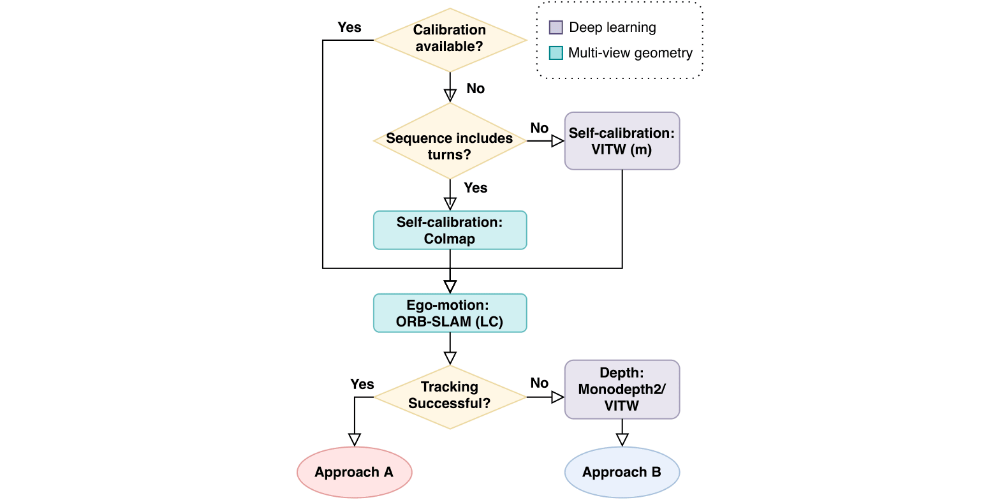 Yes
Calibration
available?
Deep learning
Multi-view geometry
No
Sequence includes
turns?
No
Self-calibration:
VITW (m)
Yes
Self-calibration:
Colmap
Ego-motion:
ORB-SLAM (LC)
Yes
Tracking
Successful?
No
Depth:
Monodepth2/
VITW
Approach A
Approach B